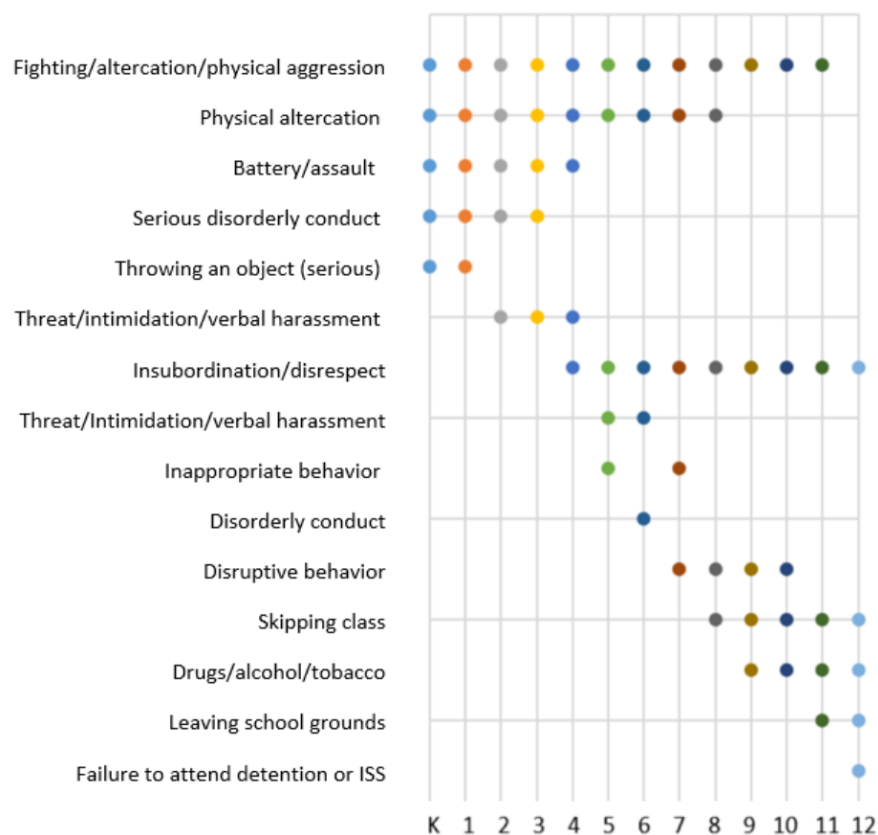 Fighting/altercation/physical aggression
Physical altercation
Battery/assault
Serious disorderly conduct
Throwing an object (serious)
Threat/intimidation/verbal harassment
Insubordination/disrespect
Threat/Intimidation/verbal harassment
Inappropriate behavior
Disorderly conduct
Disruptive behavior
Skipping class
Drugs/alcohol/tobacco
Leaving school grounds
Failure to attend detention or ISS
K 1 2 3 4 5 6 7 8 9 10 11 12